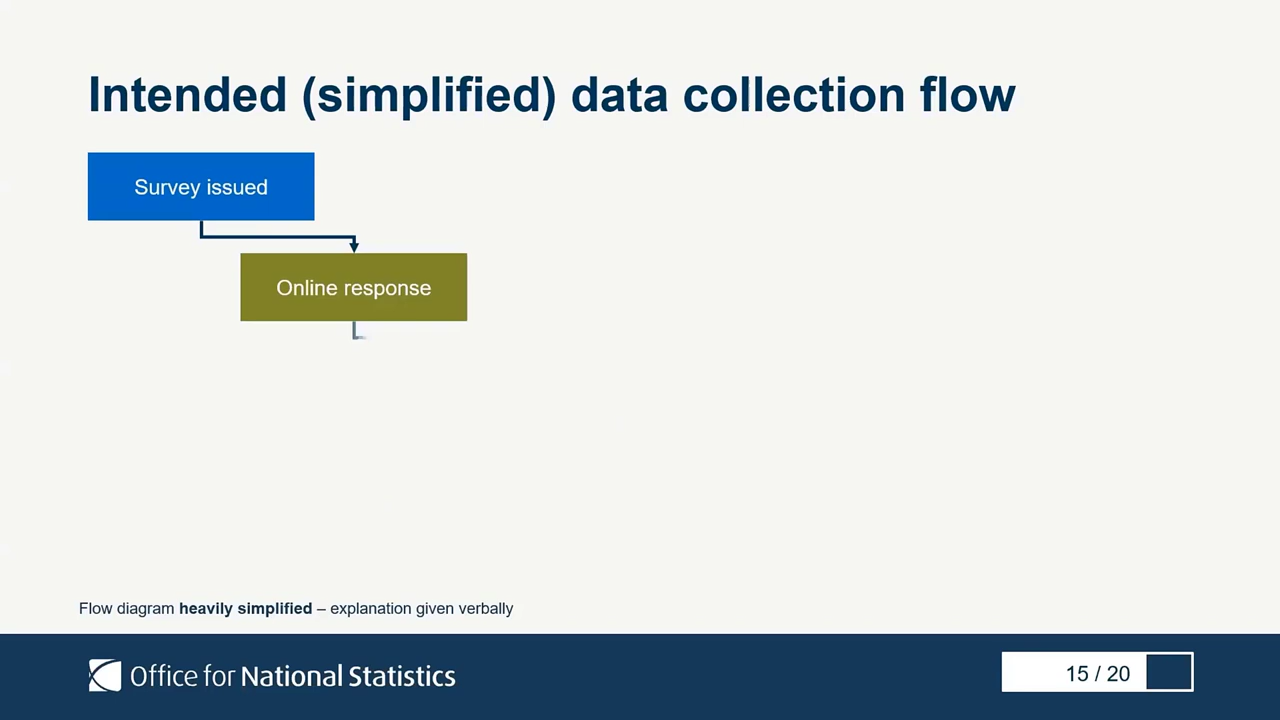 Intended (simplified) data collection flow
Survey issued
Online response
Flow diagram heavily simplified – explanation given verbally
Office for National Statistics
15 / 20